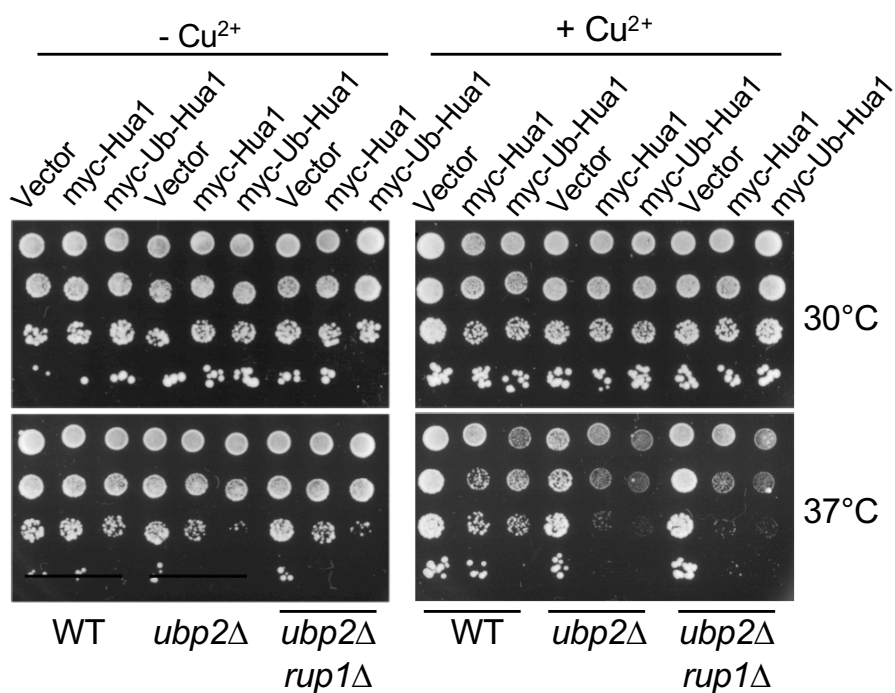 - Cu²⁺
+ Cu²⁺
Vector
myc-Hua1
myc-Ub-Hua1
Vector
myc-Hua1
myc-Ub-Hua1
Vector
myc-Hua1
myc-Ub-Hua1
Vector
myc-Hua1
myc-Ub-Hua1
Vector
myc-Hua1
myc-Ub-Hua1
Vector
myc-Hua1
myc-Ub-Hua1
30°C
37°C
WT
ubp2Δ
ubp2Δ
rup1Δ
WT
ubp2Δ
ubp2Δ
rup1Δ